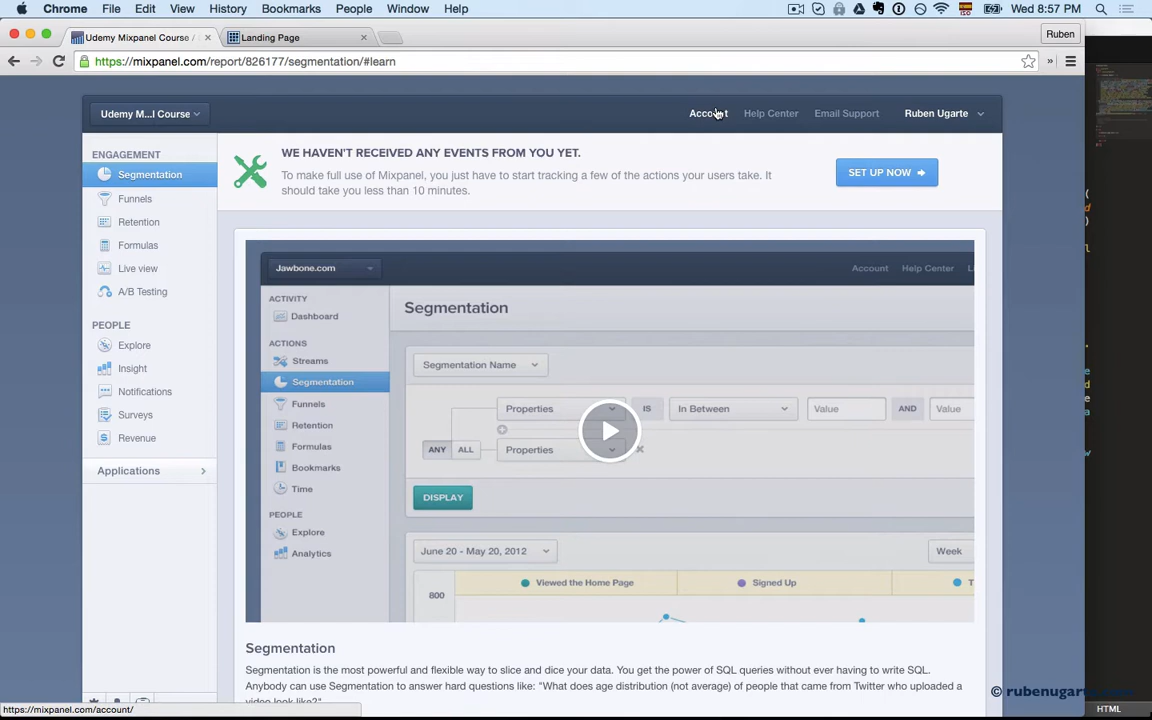 Chrome File Edit View History Bookmarks People Window Help Wed 8:57 PM
Udemy Mixpanel Course / Landing Page Ruben
https://mixpanel.com/report/826177/segmentation/#learn
Udemy M...l Course Account Help Center Email Support Ruben Ugarte
ENGAGEMENT
Segmentation
Funnels
Retention
Formulas
Live view
A/B Testing
PEOPLE
Explore
Insight
Notifications
Surveys
Revenue
Applications
WE HAVEN'T RECEIVED ANY EVENTS FROM YOU YET.
To make full use of Mixpanel, you just have to start tracking a few of the actions your users take. It
should take you less than 10 minutes.
SET UP NOW
Jawbone.com Account Help Center L
ACTIVITY
Dashboard
ACTIONS
Streams
Segmentation
Funnels
Retention
Formulas
Bookmarks
Time
PEOPLE
Explore
Analytics
Segmentation
Segmentation Name
Properties IS In Between Value AND Value
ANY ALL Properties
DISPLAY
June 20 - May 20, 2012 Week
Viewed the Home Page Signed Up T
800
Segmentation
Segmentation is the most powerful and flexible way to slice and dice your data. You get the power of SQL queries without ever having to write SQL.
Anybody can use Segmentation to answer hard questions like: "What does age distribution (not average) of people that came from Twitter who uploaded a
video look like?"
https://mixpanel.com/account/
© rubenugarte.com
HTML